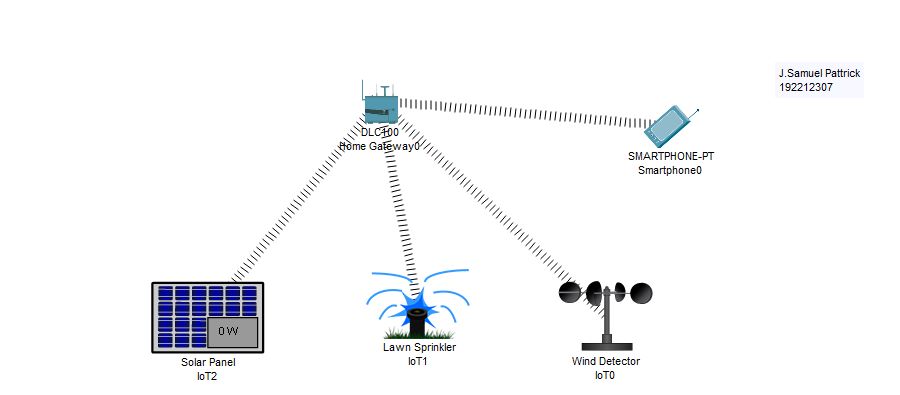 J.Samuel Pattrick
192212307
DLC100
Home Gateway0
SMARTPHONE-PT
Smartphone0
0 W
Solar Panel
IoT2
Lawn Sprinkler
IoT1
Wind Detector
IoT0